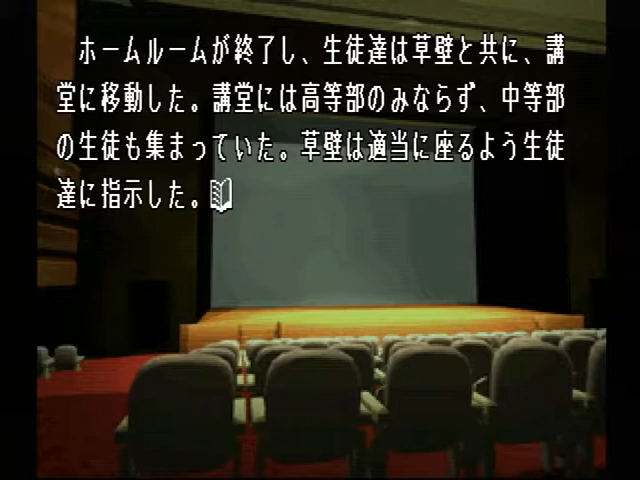 ホームルームが終了し、生徒達は草壁と共に、講
堂に移動した。講堂には高等部のみならず、中等部
の生徒も集まっていた。草壁は適当に座るよう生徒
達に指示した。